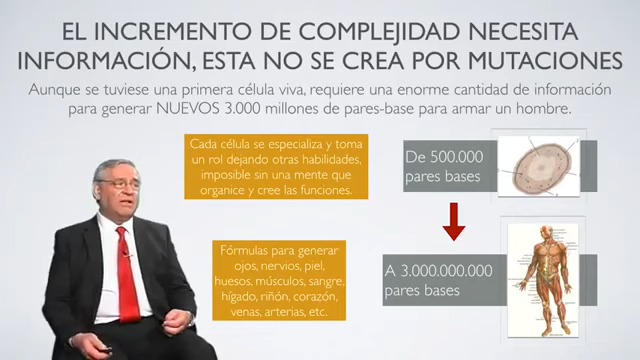 EL INCREMENTO DE COMPLEJIDAD NECESITA
INFORMACIÓN, ESTA NO SE CREA POR MUTACIONES
Aunque se tuviese una primera célula viva, requiere una enorme cantidad de información
para generar NUEVOS 3.000 millones de pares-base para armar un hombre.
Cada célula se especializa y toma
un rol dejando otras habilidades,
imposible sin una mente que
organice y cree las funciones.
De 500.000
pares bases
Fórmulas para generar
ojos, nervios, piel,
huesos, músculos, sangre,
hígado, riñón, corazón,
venas, arterias, etc.
A 3.000.000.000
pares bases